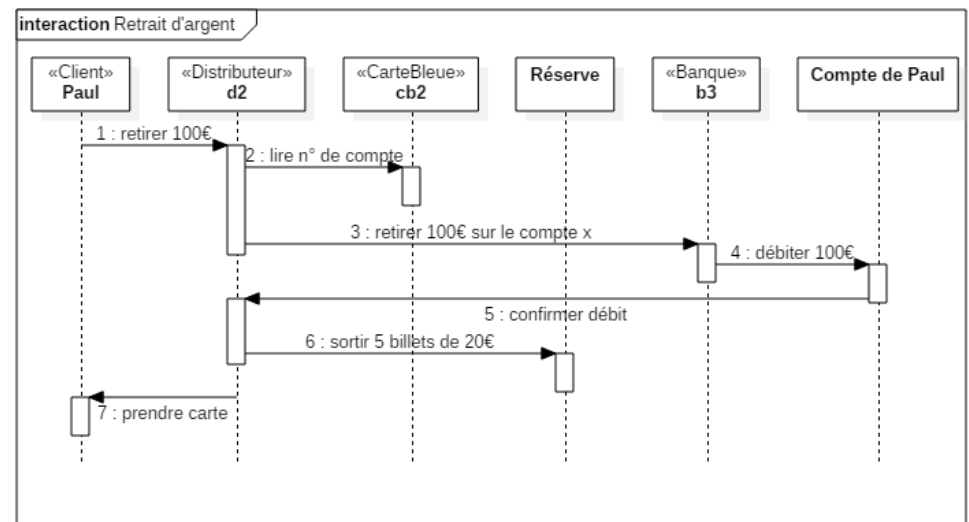 interaction Retrait d'argent
«Client»
Paul
«Distributeur»
d2
«CarteBleue»
cb2
Réserve
«Banque»
b3
Compte de Paul
1 : retirer 100€
2 : lire n° de compte
3 : retirer 100€ sur le compte x
4 : débiter 100€
5 : confirmer débit
6 : sortir 5 billets de 20€
7 : prendre carte